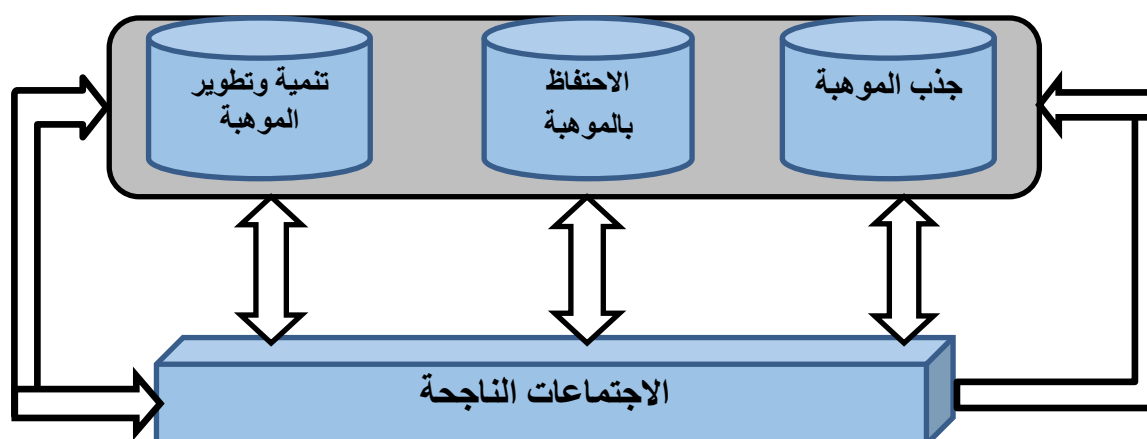 جذب الموهبة
الاحتفاظ
بالموهبة
تنمية وتطوير
الموهبة
الاجتماعات الناجحة